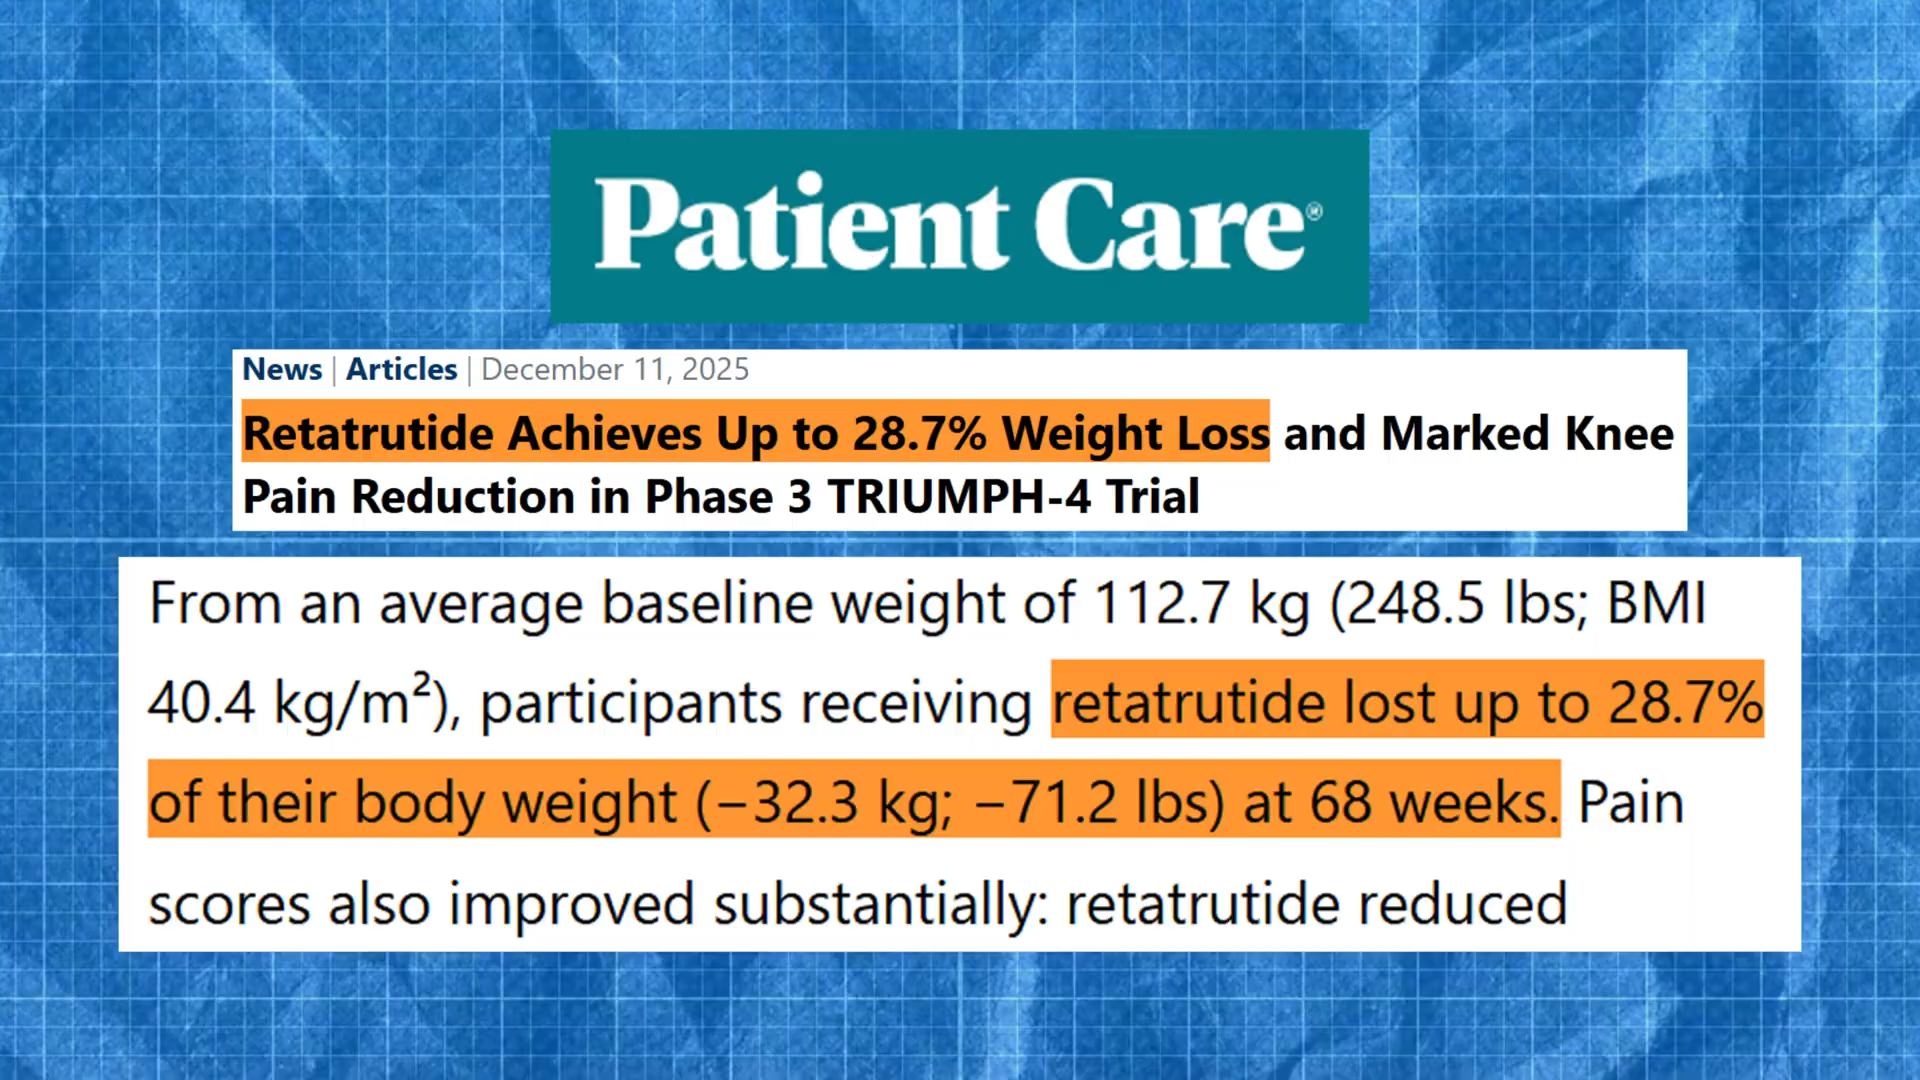 Patient Care®
News | Articles | December 11, 2025
Retatrutide Achieves Up to 28.7% Weight Loss and Marked Knee
Pain Reduction in Phase 3 TRIUMPH-4 Trial
From an average baseline weight of 112.7 kg (248.5 lbs; BMI
40.4 kg/m²), participants receiving retatrutide lost up to 28.7%
of their body weight (−32.3 kg; −71.2 lbs) at 68 weeks. Pain
scores also improved substantially: retatrutide reduced